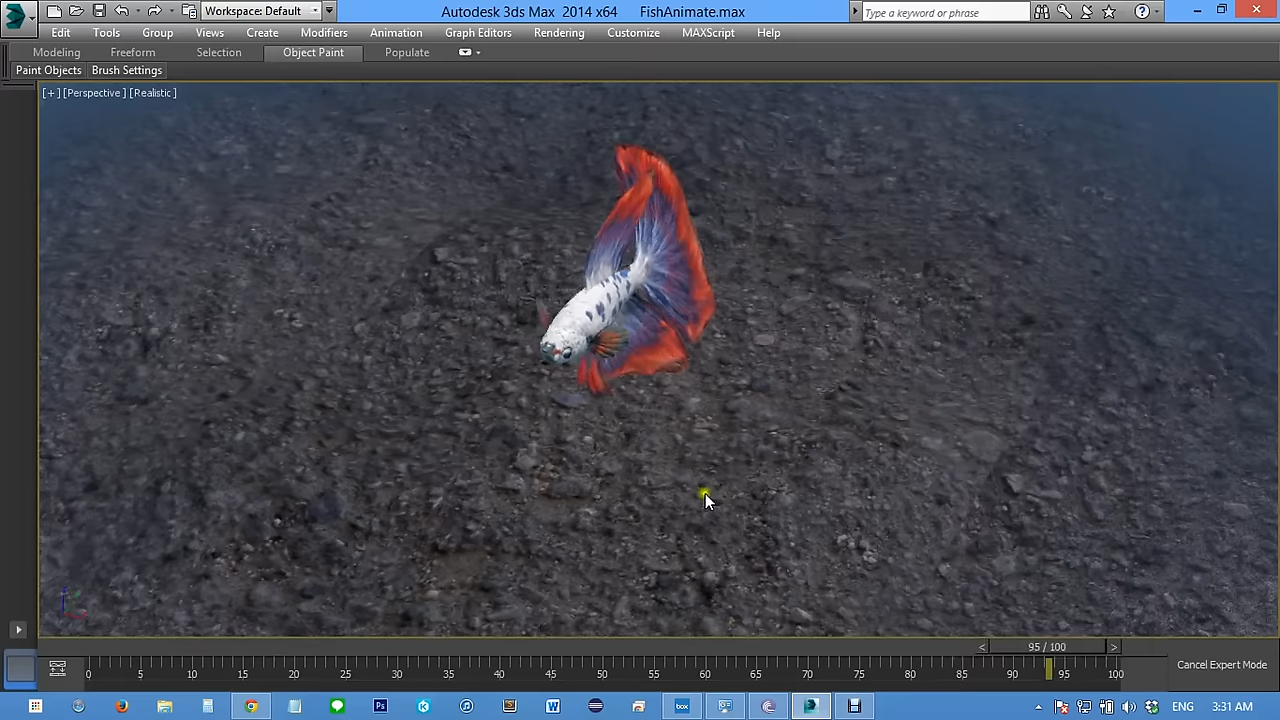 Workspace: Default
Autodesk 3ds Max 2014 x64 FishAnimate.max
Type a keyword or phrase
Edit Tools Group Views Create Modifiers Animation Graph Editors Rendering Customize MAXScript Help
Modeling Freeform Selection Object Paint Populate
Paint Objects Brush Settings
[+] [Perspective] [Realistic]
< 95 / 100 >
0 5 10 15 20 25 30 35 40 45 50 55 60 65 70 75 80 85 90 95 100
Cancel Expert Mode
Ps W box ENG 3:31 AM